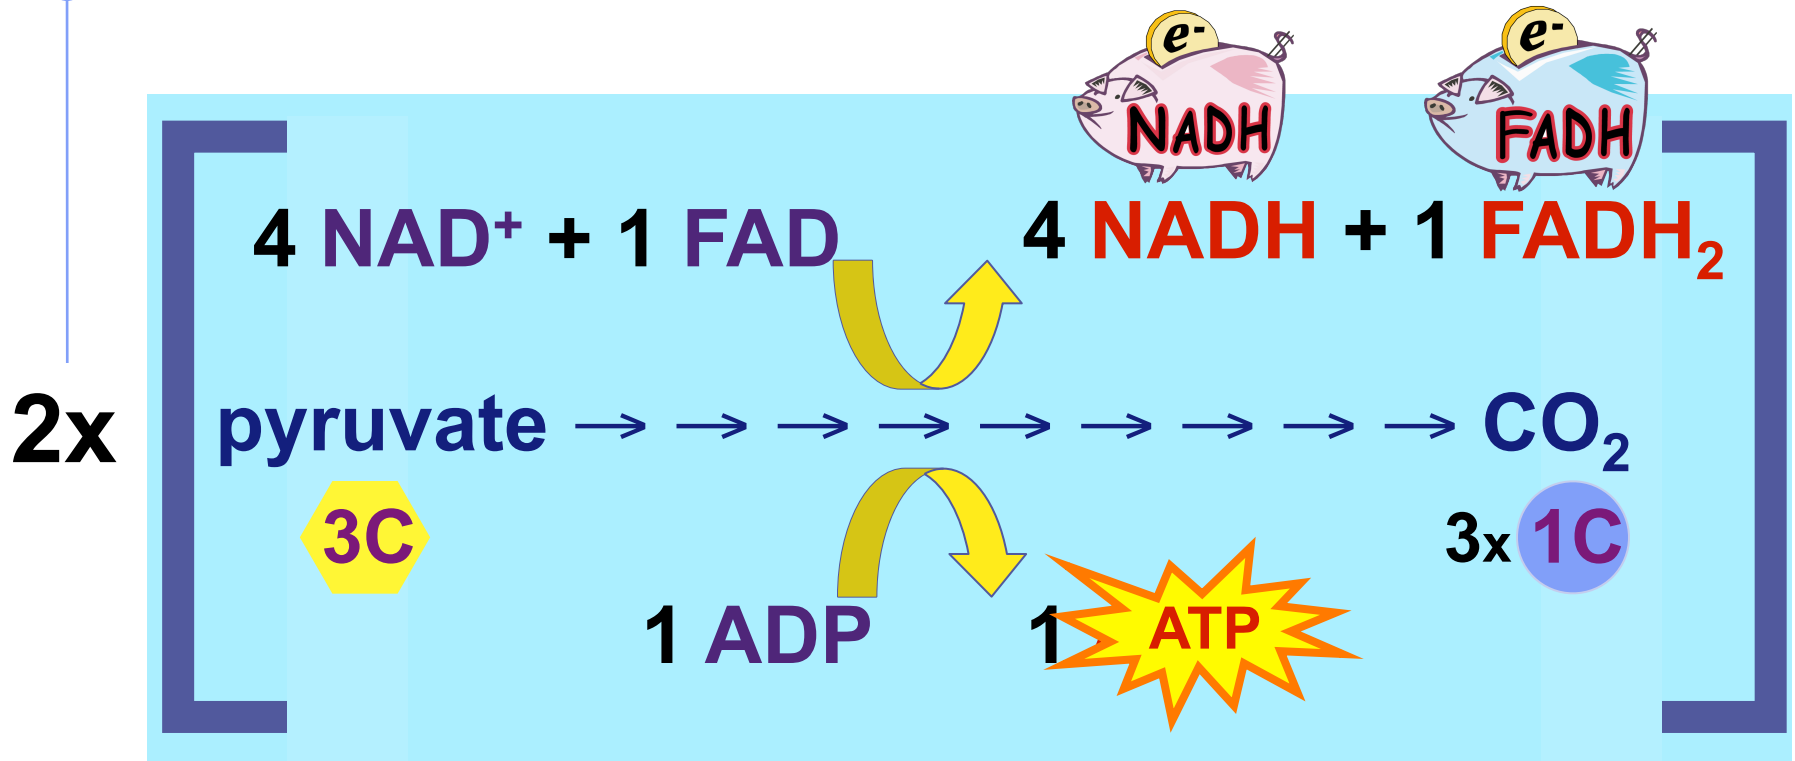 e- e-
NADH FADH
4 NAD⁺ + 1 FAD 4 NADH + 1 FADH₂
2x pyruvate CO₂
3C 3x 1C
1 ADP 1 ATP